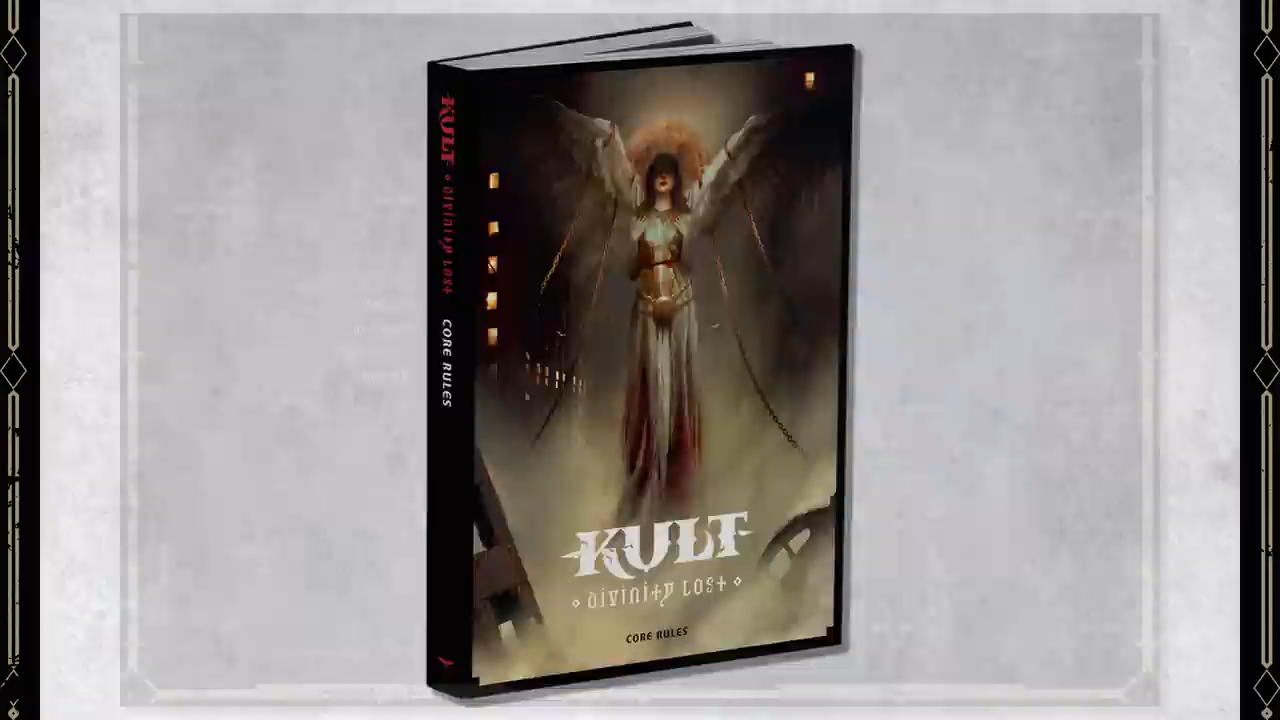 KULT
divinity Lost
CORE RULES
KULT divinity Lost CORE RULES